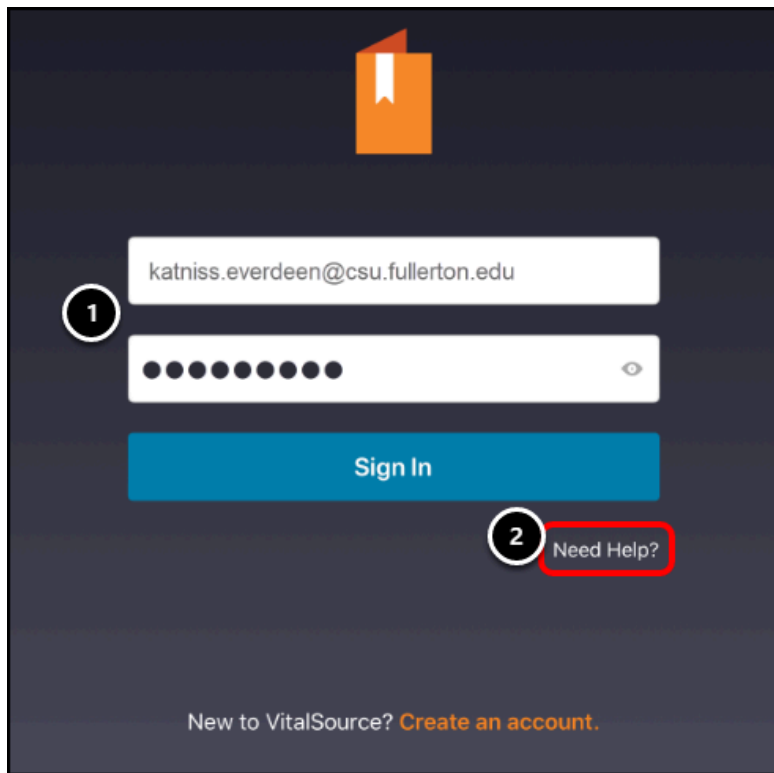 katniss.everdeen@csu.fullerton.edu
1
●●●●●●●●●
Sign In
2
Need Help?
New to VitalSource? Create an account.